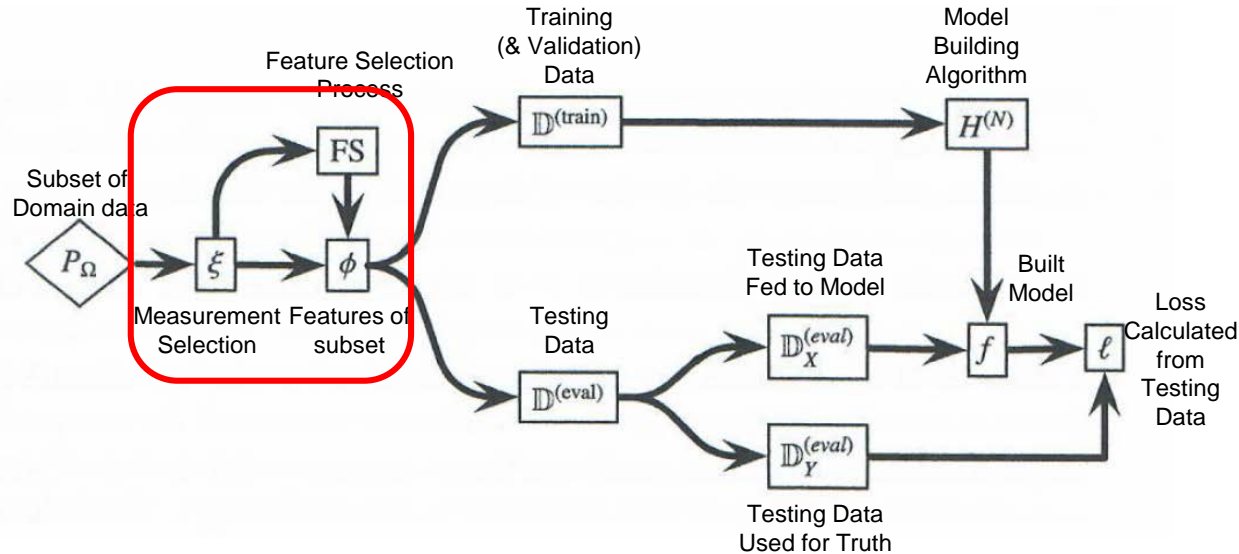 Training
(& Validation)
Data
Model
Building
Algorithm
Feature Selection
Process
𝔻(train)
H(N)
FS
Subset of
Domain data
PΩ
ξ
ϕ
Measurement
Selection
Features of
subset
Testing
Data
𝔻(eval)
Testing Data
Fed to Model
𝔻X(eval)
Built
Model
f
ℓ
Loss
Calculated
from
Testing
Data
𝔻Y(eval)
Testing Data
Used for Truth